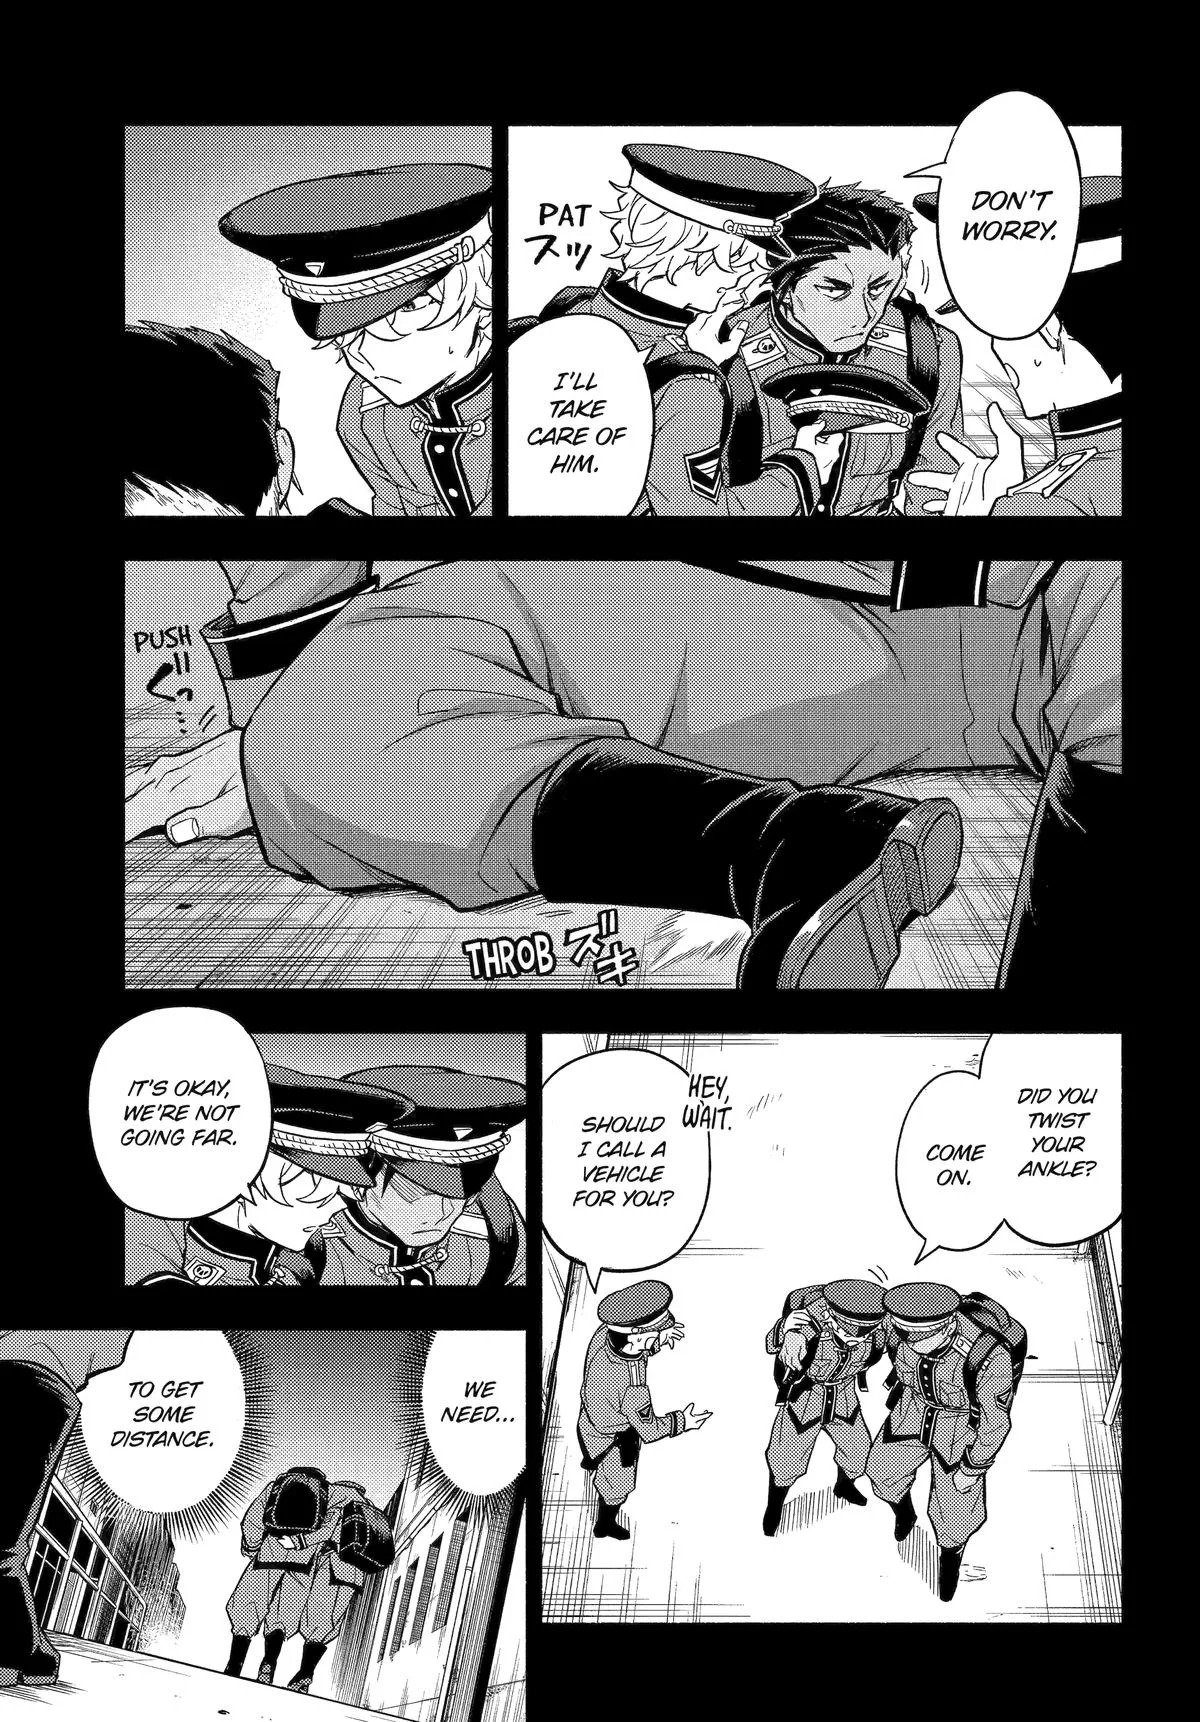 DON'T
WORRY.
PAT
スッ
I'LL
TAKE
CARE OF
HIM.
PUSH
ぐっ…
THROB
ズキ
DID YOU
TWIST
YOUR
ANKLE?
COME
ON.
HEY,
WAIT.
SHOULD
I CALL A
VEHICLE
FOR YOU?
IT'S OKAY,
WE'RE NOT
GOING FAR.
WE
NEED...
TO GET
SOME
DISTANCE.